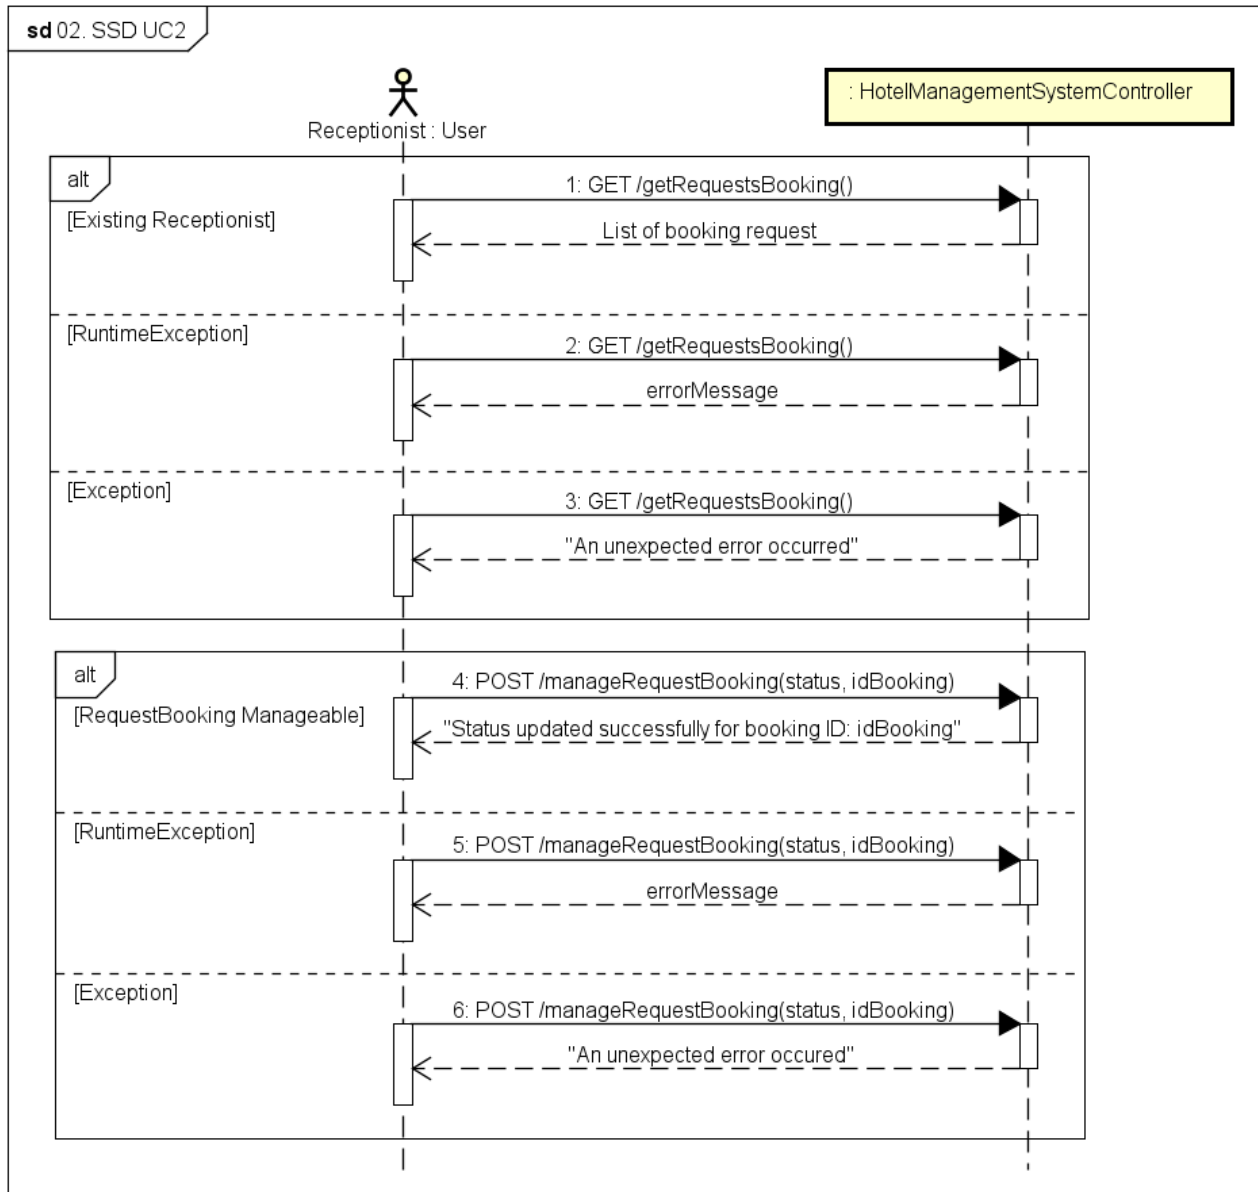 sd 02. SSD UC2
: HotelManagementSystemController
Receptionist : User
alt
[Existing Receptionist]
1: GET /getRequestsBooking()
List of booking request
[RuntimeException]
2: GET /getRequestsBooking()
errorMessage
[Exception]
3: GET /getRequestsBooking()
"An unexpected error occurred"
alt
[RequestBooking Manageable]
4: POST /manageRequestBooking(status, idBooking)
"Status updated successfully for booking ID: idBooking"
[RuntimeException]
5: POST /manageRequestBooking(status, idBooking)
errorMessage
[Exception]
6: POST /manageRequestBooking(status, idBooking)
"An unexpected error occured"